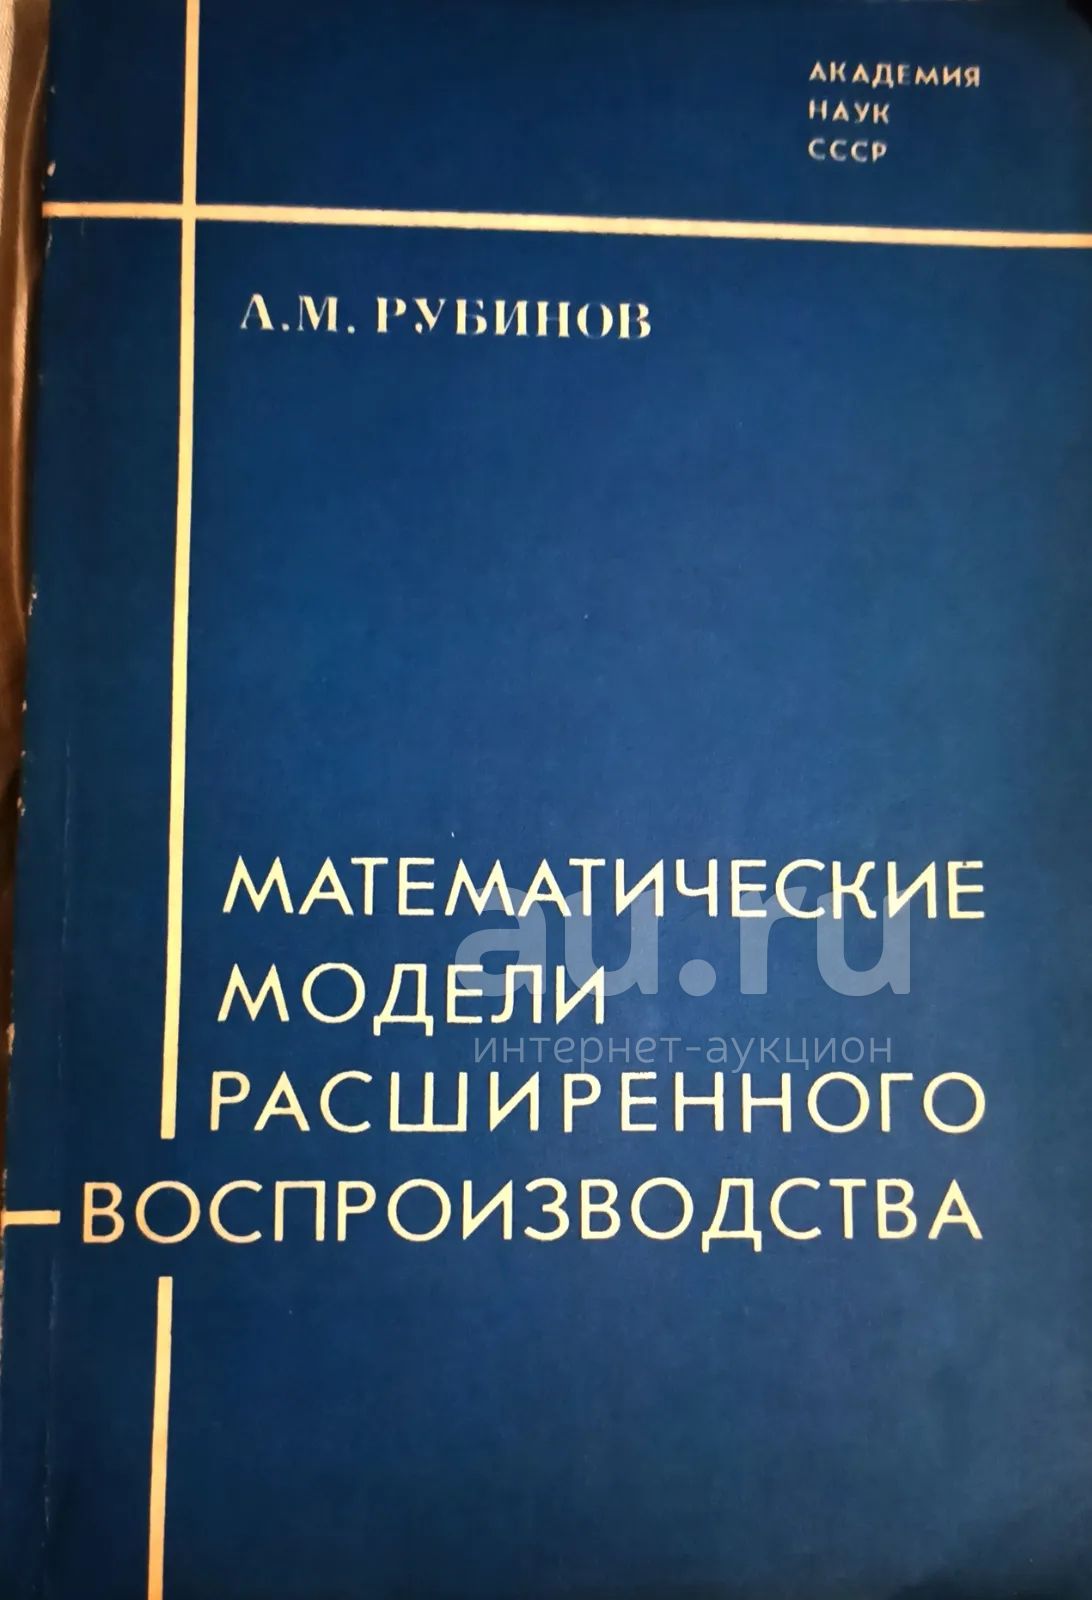 АКАДЕМИЯ
НАУК
СССР
А.М. РУБИНОВ
МАТЕМАТИЧЕСКИЕ
МОДЕЛИ
РАСШИРЕННОГО
ВОСПРОИЗВОДСТВА
au.ru
интернет-аукцион